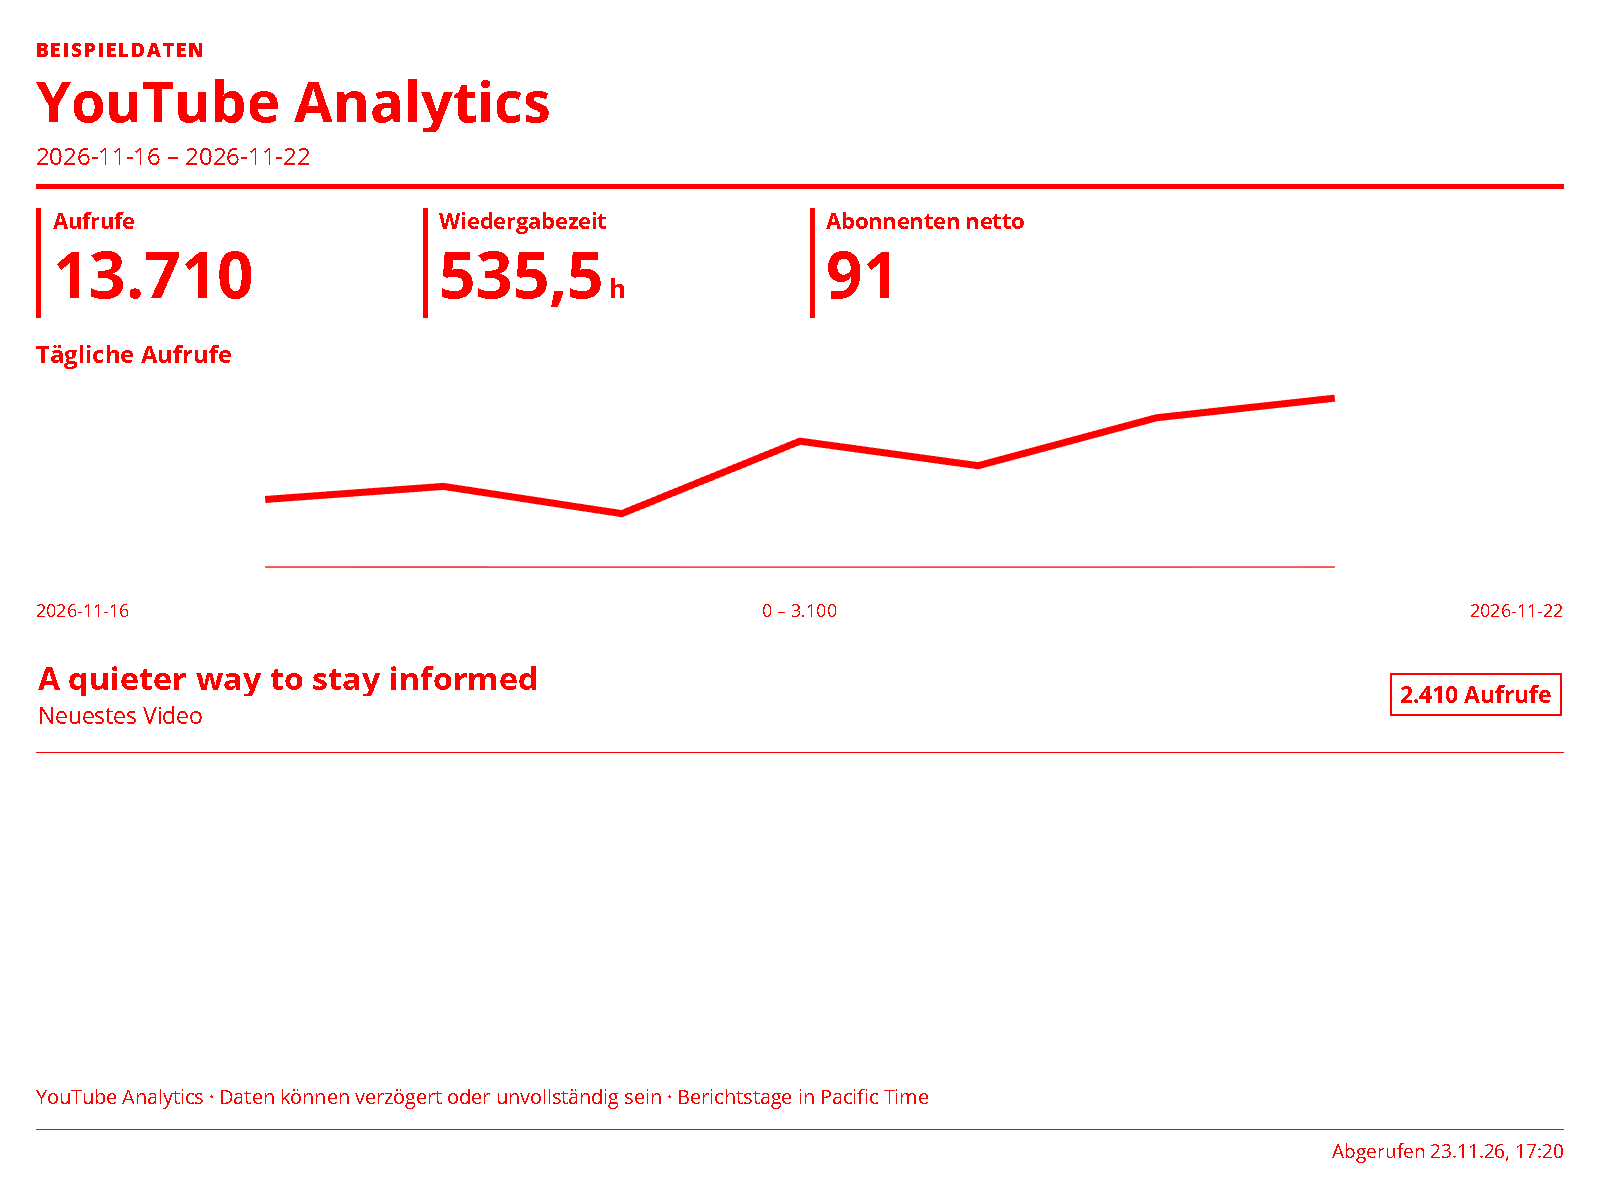 BEISPIELDATEN
YouTube Analytics
2026-11-16 – 2026-11-22
Aufrufe
13.710
Wiedergabezeit
535,5 h
Abonnenten netto
91
Tägliche Aufrufe
2026-11-16
0 – 3.100
2026-11-22
A quieter way to stay informed
Neuestes Video
2.410 Aufrufe
YouTube Analytics · Daten können verzögert oder unvollständig sein · Berichtstage in Pacific Time
Abgerufen 23.11.26, 17:20